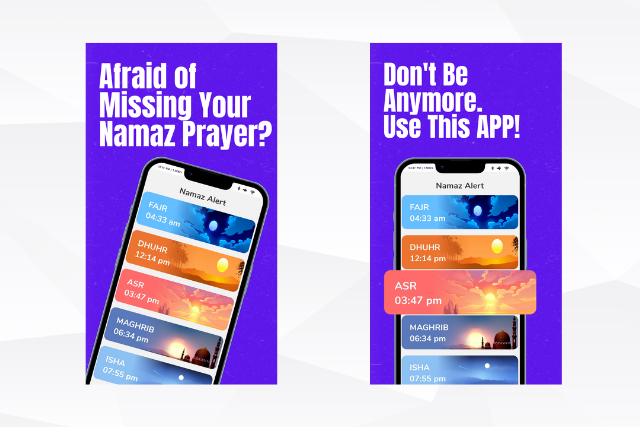 Afraid of
Missing Your
Namaz Prayer?
Namaz Alert
FAJR
04:33 am
DHUHR
12:14 pm
ASR
03:47 pm
MAGHRIB
06:34 pm
ISHA
07:55 pm
Don't Be
Anymore.
Use This APP!
Namaz Alert
FAJR
04:33 am
DHUHR
12:14 pm
ASR
03:47 pm
MAGHRIB
06:34 pm
ISHA
07:55 pm